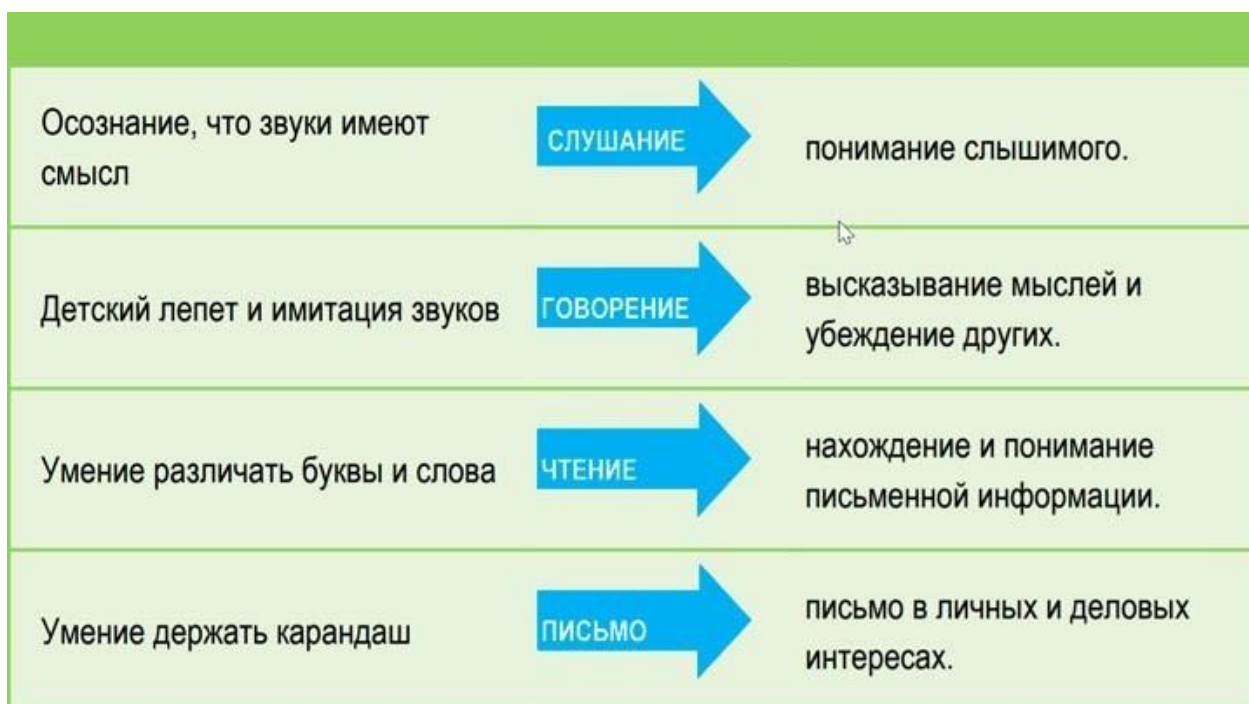 Осознание, что звуки имеют
смысл
СЛУШАНИЕ
понимание слышимого.
Детский лепет и имитация звуков
ГОВОРЕНИЕ
высказывание мыслей и
убеждение других.
Умение различать буквы и слова
ЧТЕНИЕ
нахождение и понимание
письменной информации.
Умение держать карандаш
ПИСЬМО
письмо в личных и деловых
интересах.